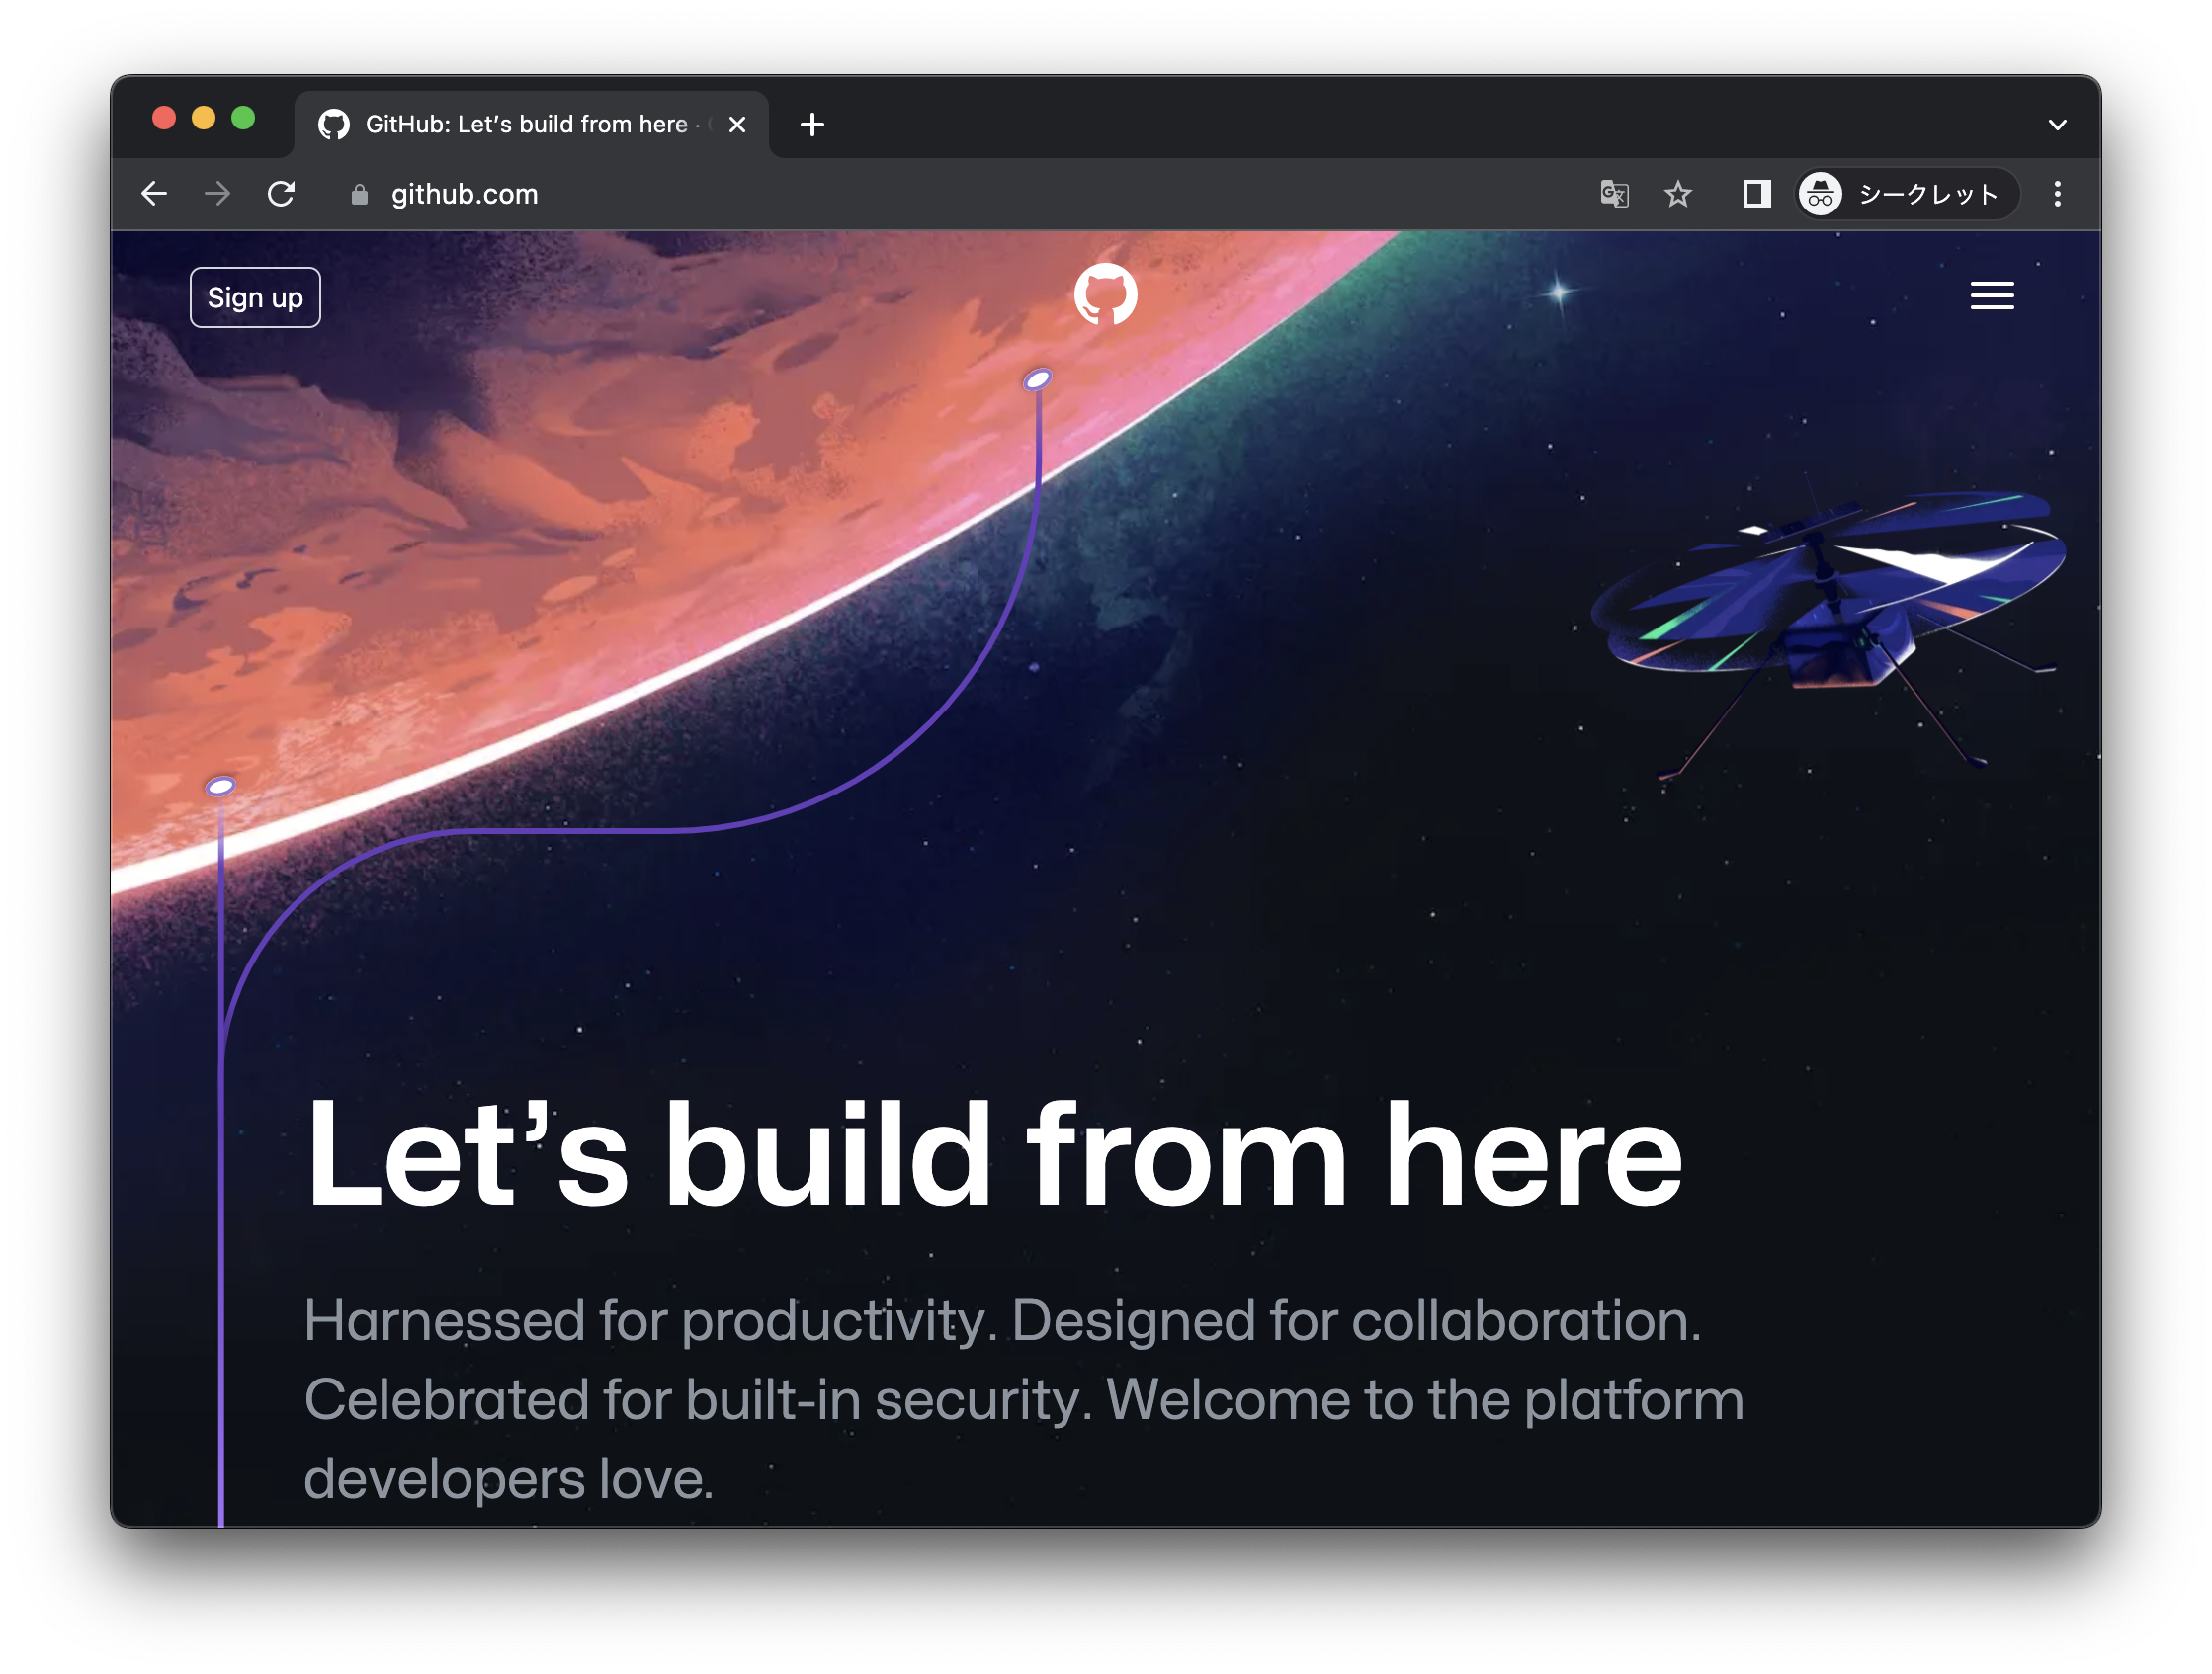 GitHub: Let's build from here ·
github.com
シークレット
Sign up
Let's build from here
Harnessed for productivity. Designed for collaboration.
Celebrated for built-in security. Welcome to the platform
developers love.